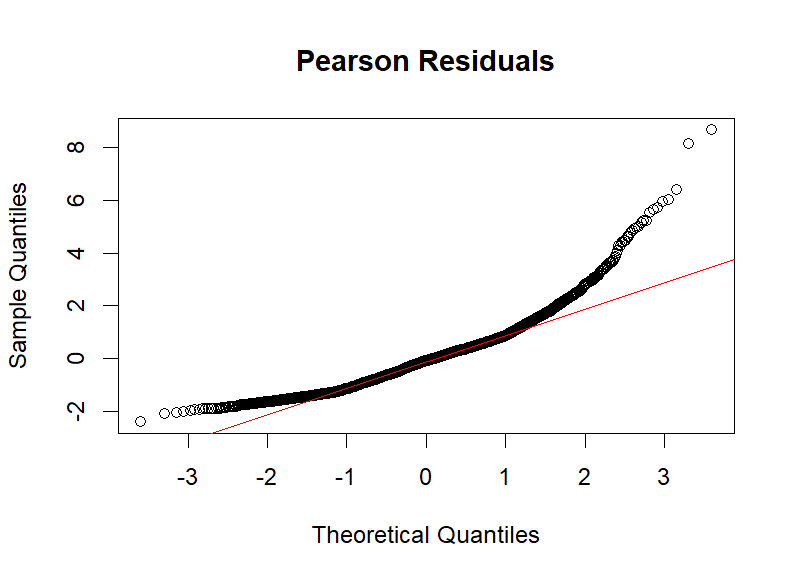 Pearson Residuals
Sample Quantiles
8
6
4
2
0
-2
-3 -2 -1 0 1 2 3
Theoretical Quantiles